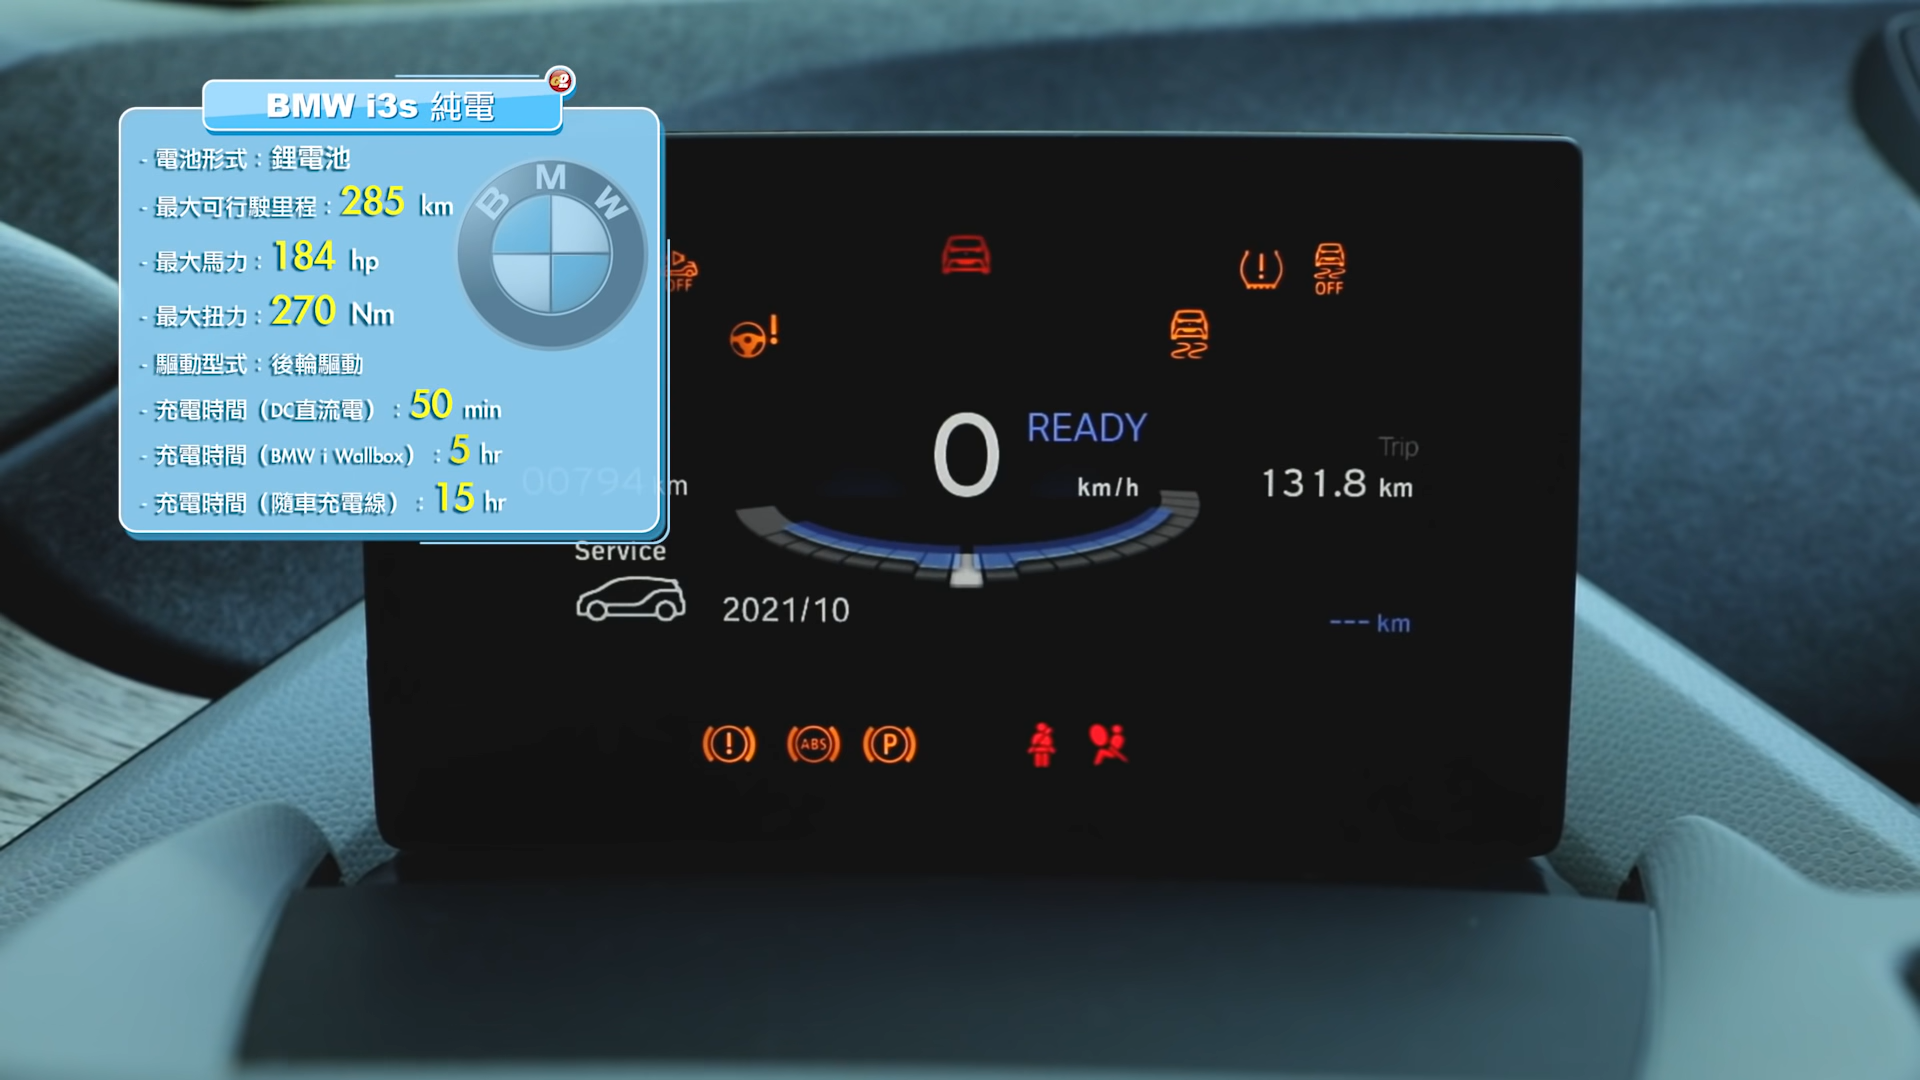 BMW i3s 純電
- 電池形式：鋰電池
- 最大可行駛里程：285 km
- 最大馬力：184 hp
- 最大扭力：270 Nm
- 驅動型式：後輪驅動
- 充電時間（DC直流電）：50 min
- 充電時間（BMW i Wallbox）：5 hr
- 充電時間（隨車充電線）：15 hr
BMW
OFF
OFF
0 READY
km/h
Trip
131.8 km
00794 km
Service
2021/10
--- km
ABS
P